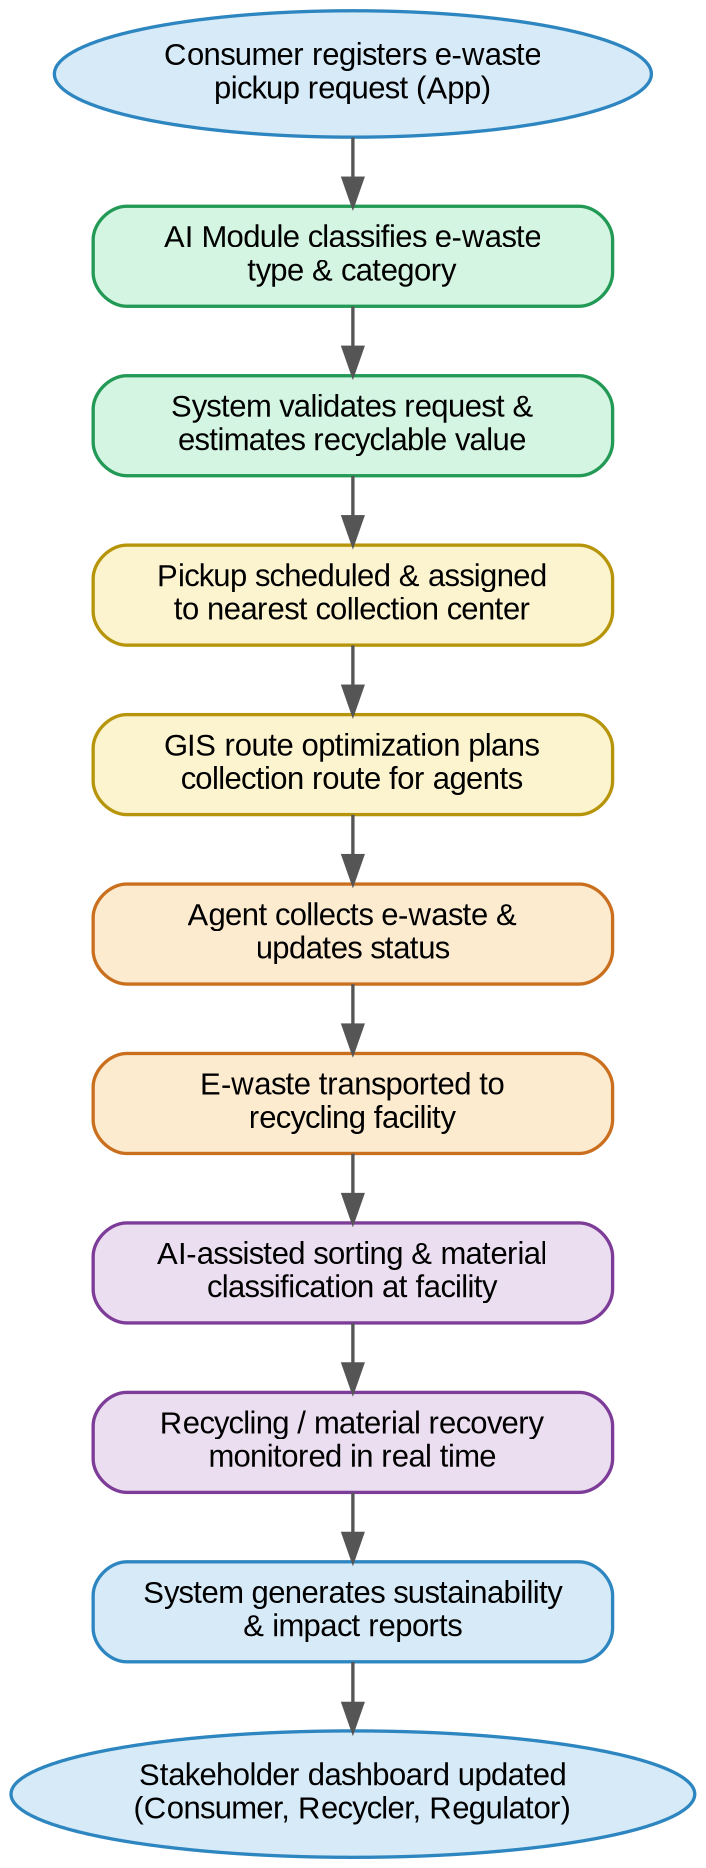 Consumer registers e-waste
pickup request (App)
AI Module classifies e-waste
type & category
System validates request &
estimates recyclable value
Pickup scheduled & assigned
to nearest collection center
GIS route optimization plans
collection route for agents
Agent collects e-waste &
updates status
E-waste transported to
recycling facility
AI-assisted sorting & material
classification at facility
Recycling / material recovery
monitored in real time
System generates sustainability
& impact reports
Stakeholder dashboard updated
(Consumer, Recycler, Regulator)